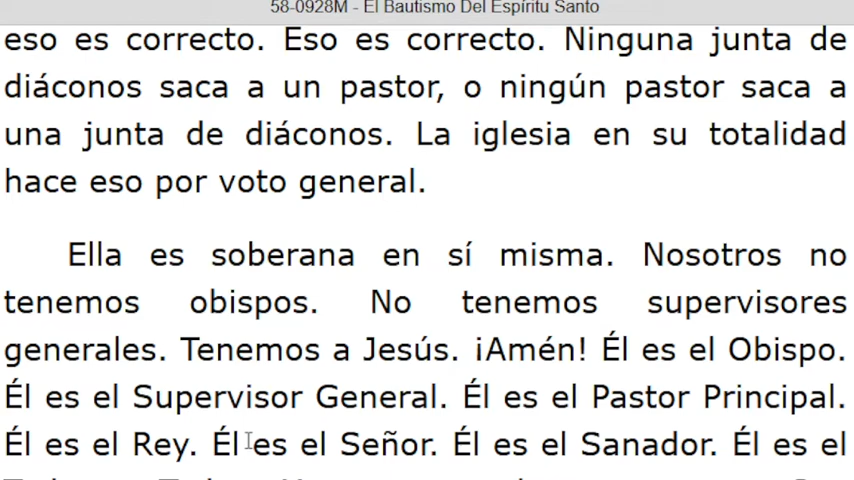 58-0928M - El Bautismo Del Espíritu Santo
eso es correcto. Eso es correcto. Ninguna junta de
diáconos saca a un pastor, o ningún pastor saca a
una junta de diáconos. La iglesia en su totalidad
hace eso por voto general.
Ella es soberana en sí misma. Nosotros no
tenemos obispos. No tenemos supervisores
generales. Tenemos a Jesús. ¡Amén! Él es el Obispo.
Él es el Supervisor General. Él es el Pastor Principal.
Él es el Rey. Él es el Señor. Él es el Sanador. Él es el